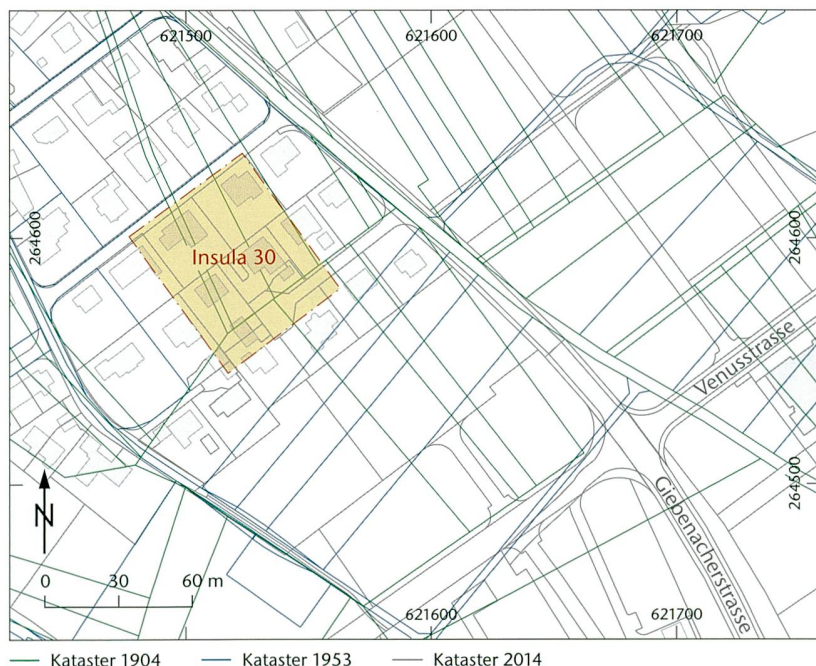 621500
621600
621700
264600
264600
Insula 30
Venusstrasse
264500
Giebenacherstrasse
N
0 30 60 m
621600
621700
Kataster 1904 Kataster 1953 Kataster 2014